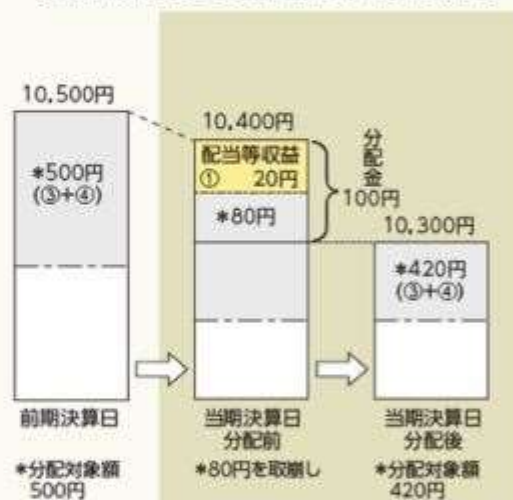 10,500円
*500円
(③+④)
10,400円
配当等収益
① 20円
*80円
分配金
100円
10,300円
*420円
(③+④)
前期決算日
当期決算日
分配前
当期決算日
分配後
*分配対象額
500円
*80円を取崩し
*分配対象額
420円